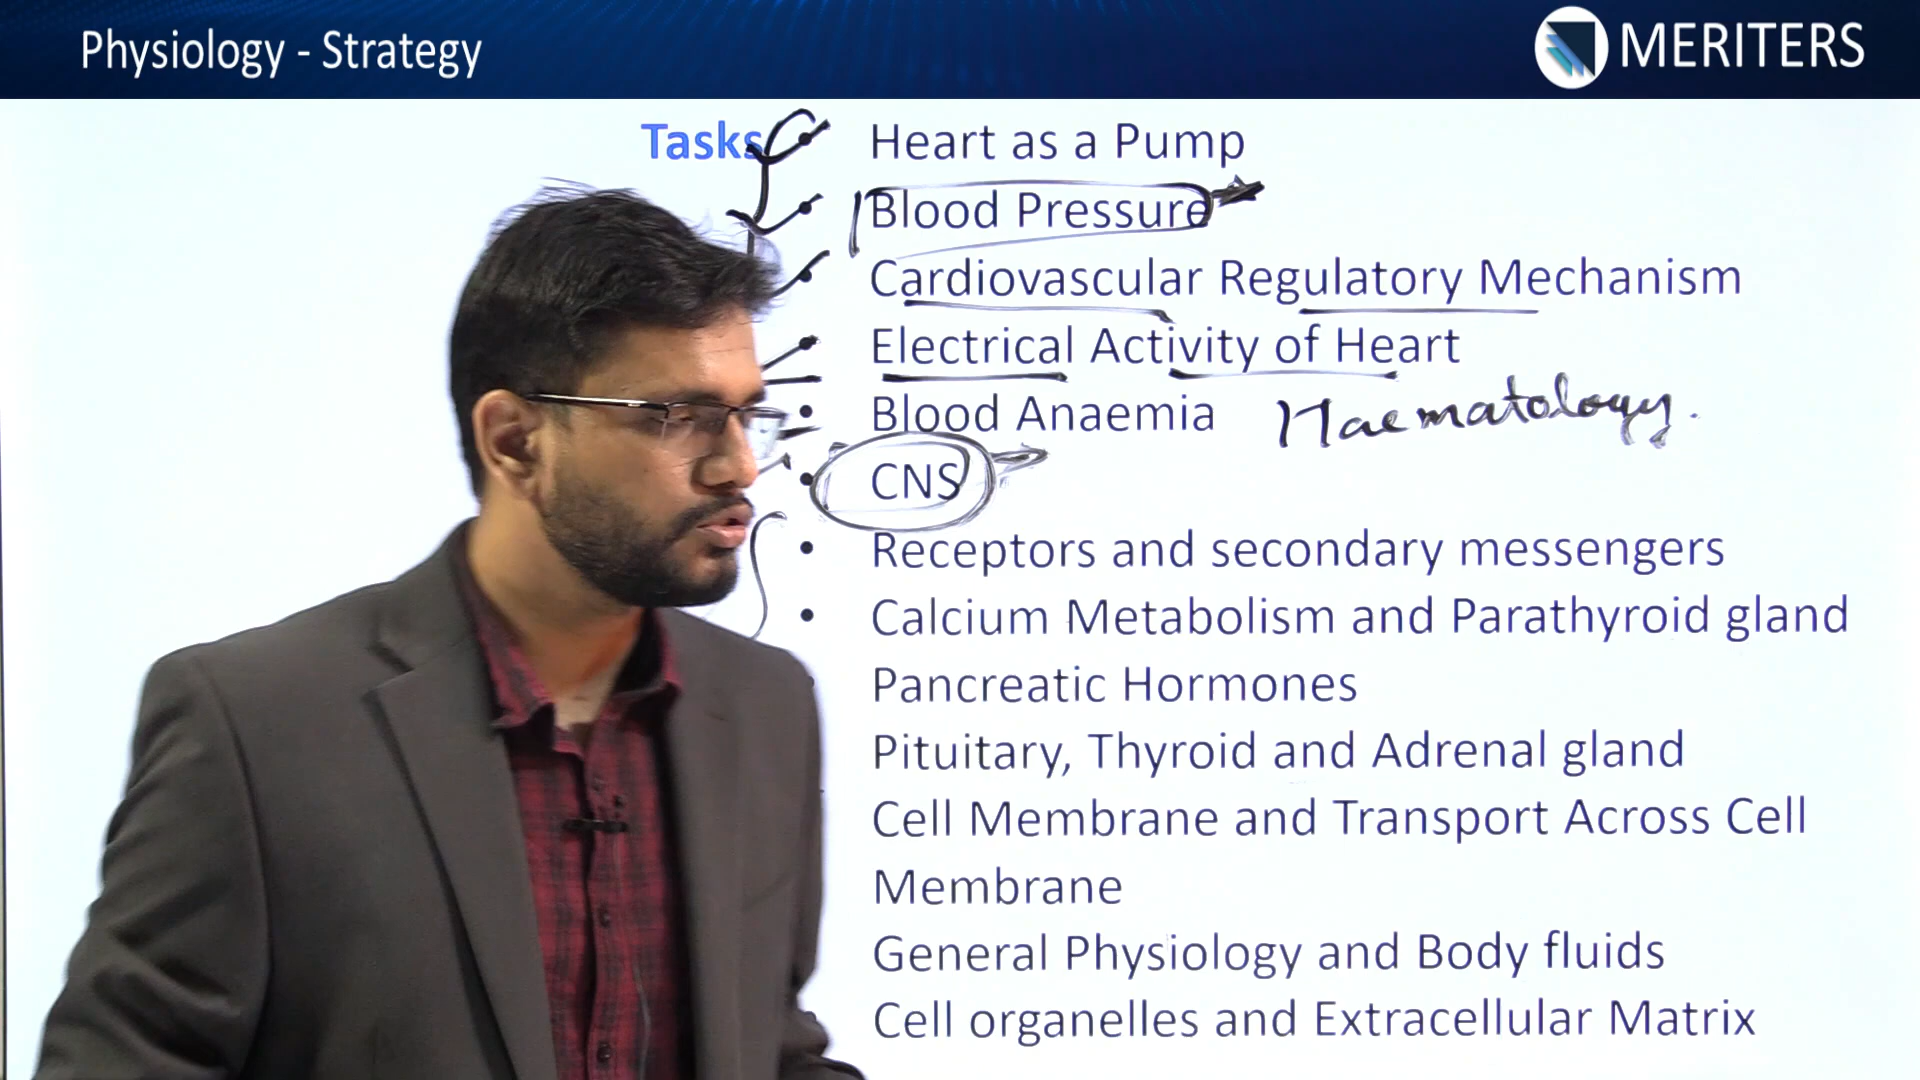 Physiology - Strategy
MERITERS
Tasks
Heart as a Pump
Blood Pressure
Cardiovascular Regulatory Mechanism
Electrical Activity of Heart
Blood Anaemia Haematology.
CNS
Receptors and secondary messengers
Calcium Metabolism and Parathyroid gland
Pancreatic Hormones
Pituitary, Thyroid and Adrenal gland
Cell Membrane and Transport Across Cell
Membrane
General Physiology and Body fluids
Cell organelles and Extracellular Matrix